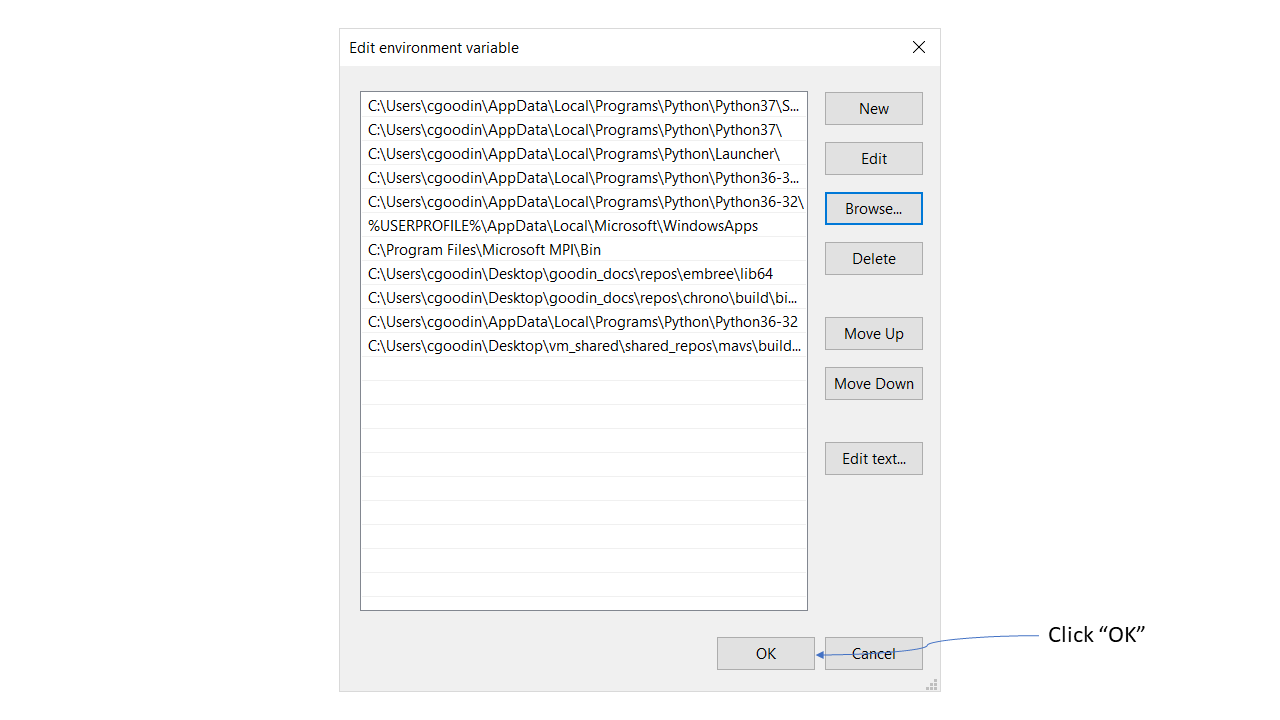 Edit environment variable
C:\Users\cgoodin\AppData\Local\Programs\Python\Python37\S...
C:\Users\cgoodin\AppData\Local\Programs\Python\Python37\
C:\Users\cgoodin\AppData\Local\Programs\Python\Launcher\
C:\Users\cgoodin\AppData\Local\Programs\Python\Python36-3...
C:\Users\cgoodin\AppData\Local\Programs\Python\Python36-32\
%USERPROFILE%\AppData\Local\Microsoft\WindowsApps
C:\Program Files\Microsoft MPI\Bin
C:\Users\cgoodin\Desktop\goodin_docs\repos\embree\lib64
C:\Users\cgoodin\Desktop\goodin_docs\repos\chrono\build\bi...
C:\Users\cgoodin\AppData\Local\Programs\Python\Python36-32
C:\Users\cgoodin\Desktop\vm_shared\shared_repos\mavs\build...
New
Edit
Browse...
Delete
Move Up
Move Down
Edit text...
OK
Cancel
Click “OK”